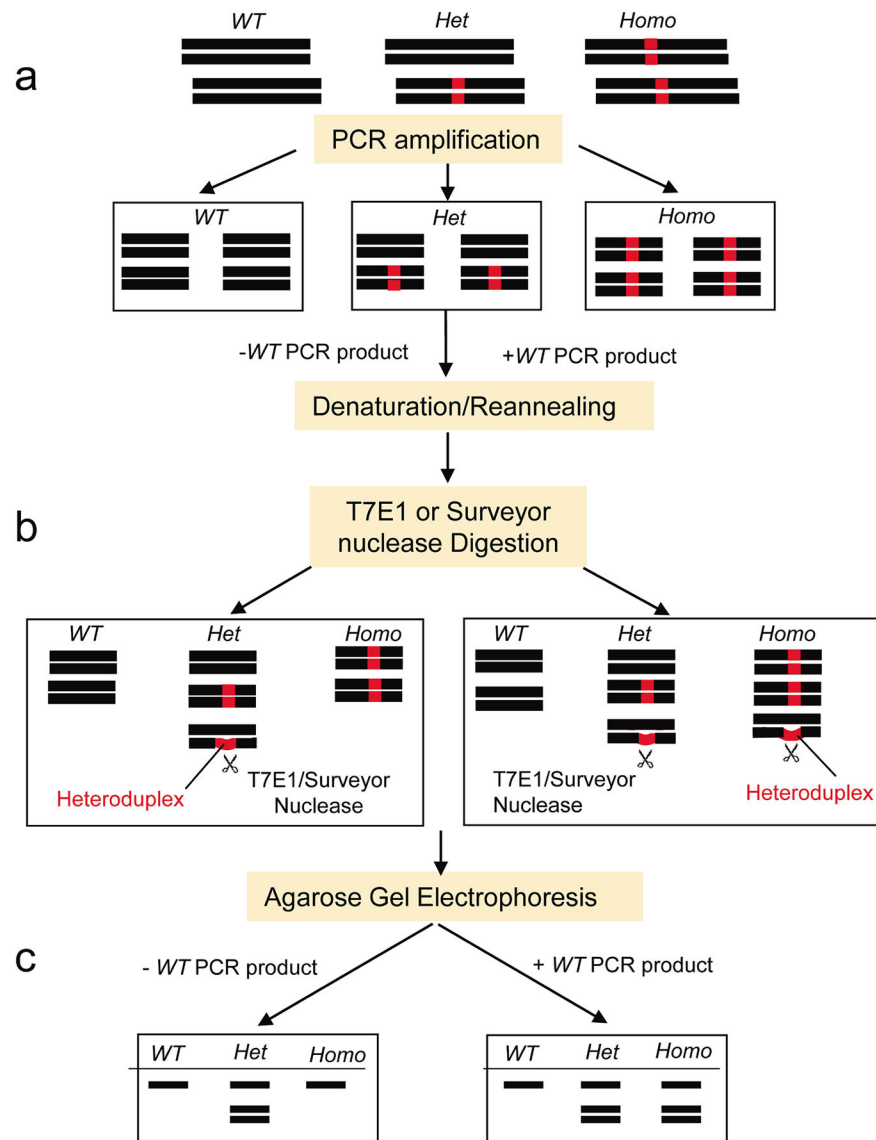 WT Het Homo
a
PCR amplification
WT Het Homo
-WT PCR product +WT PCR product
Denaturation/Reannealing
b
T7E1 or Surveyor
nuclease Digestion
WT Het Homo
Heteroduplex
T7E1/Surveyor
Nuclease
WT Het Homo
T7E1/Surveyor
Nuclease
Heteroduplex
Agarose Gel Electrophoresis
c
- WT PCR product + WT PCR product
WT Het Homo
WT Het Homo